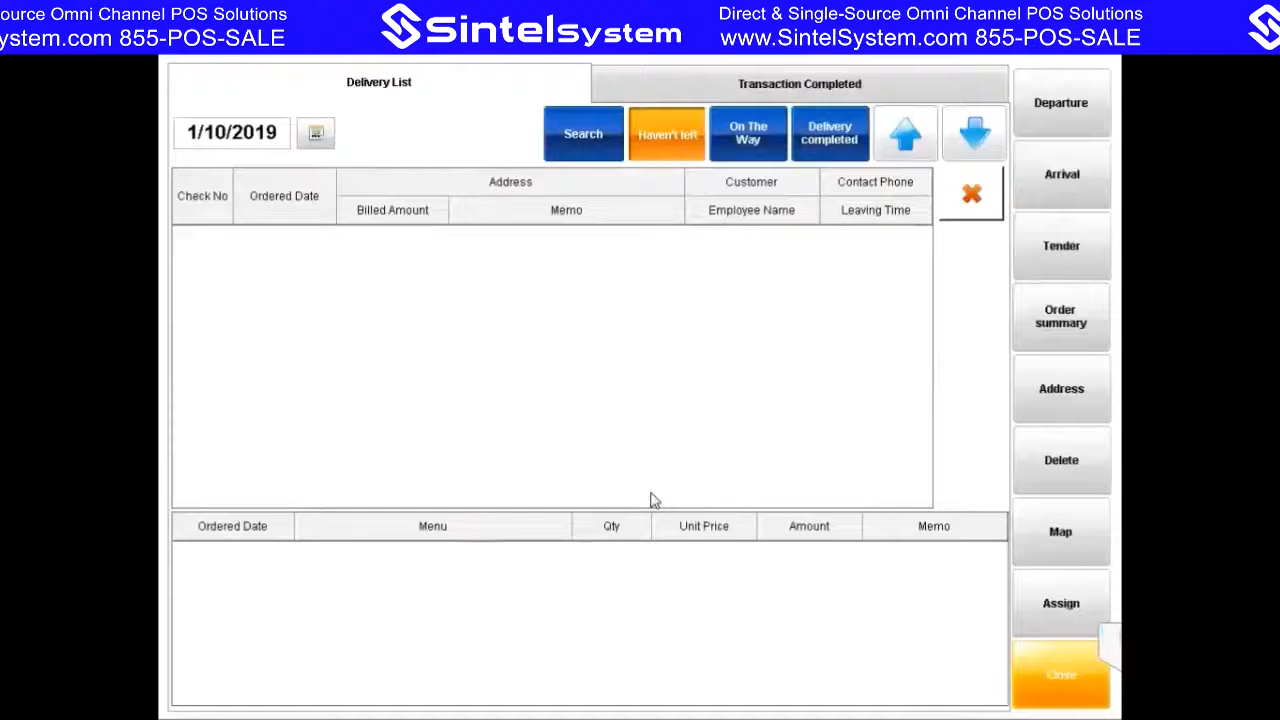 ource Omni Channel POS Solutions
ystem.com 855-POS-SALE
Sintelsystem
Direct & Single-Source Omni Channel POS Solutions
www.SintelSystem.com 855-POS-SALE
Delivery List
Transaction Completed
1/10/2019
Search
Haven't left
On The
Way
Delivery
completed
Check No
Ordered Date
Address
Customer
Contact Phone
Billed Amount
Memo
Employee Name
Leaving Time
Ordered Date
Menu
Qty
Unit Price
Amount
Memo
Departure
Arrival
Tender
Order
summary
Address
Delete
Map
Assign
Close